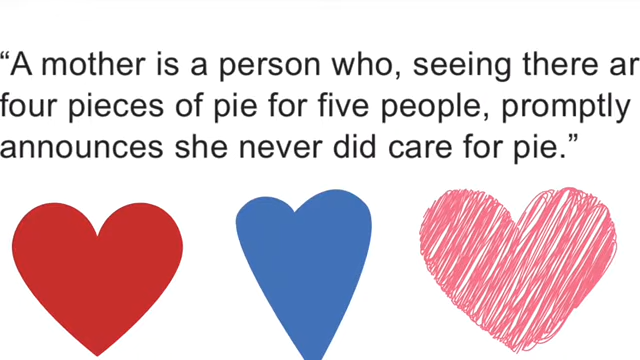 “A mother is a person who, seeing there ar
four pieces of pie for five people, promptly
announces she never did care for pie.”